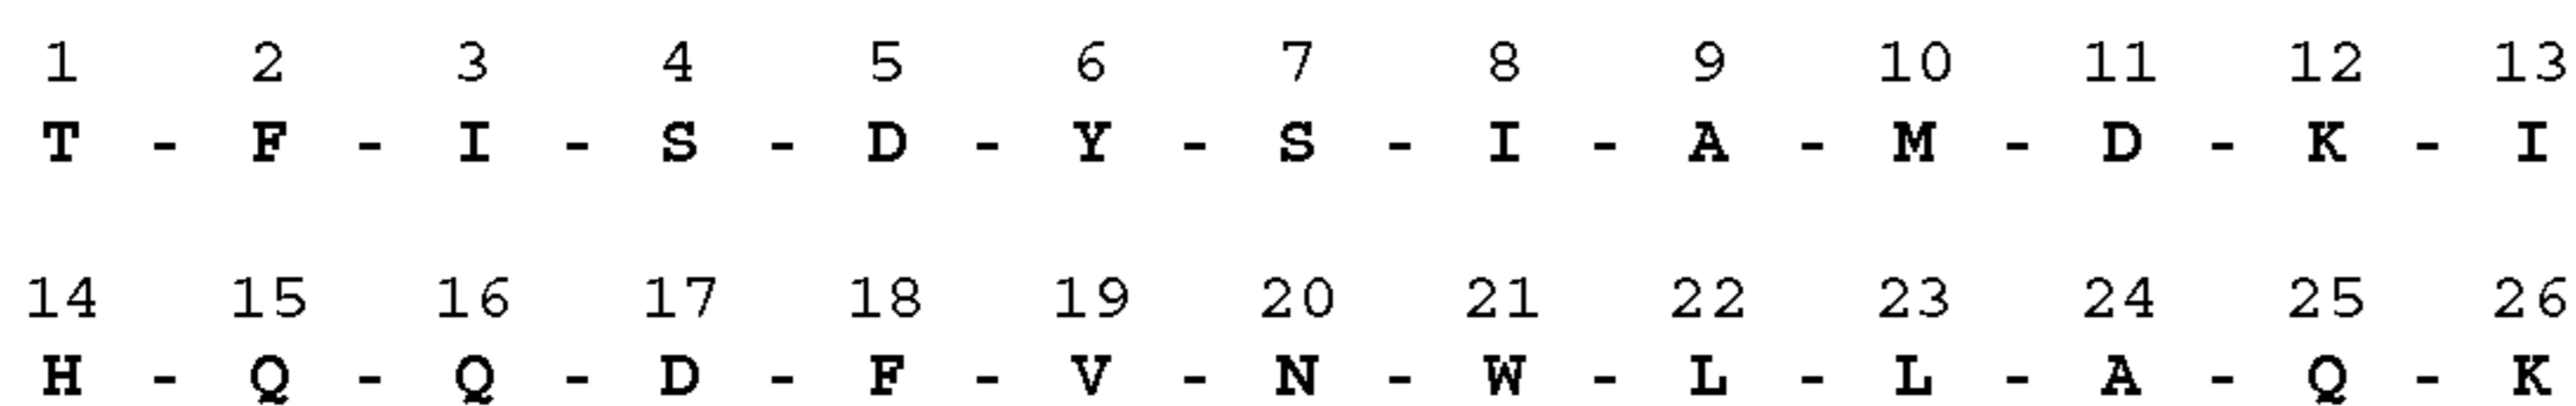 1 2 3 4 5 6 7 8 9 10 11 12 13
T - F - I - S - D - Y - S - I - A - M - D - K - I
14 15 16 17 18 19 20 21 22 23 24 25 26
H - Q - Q - D - F - V - N - W - L - L - A - Q - K